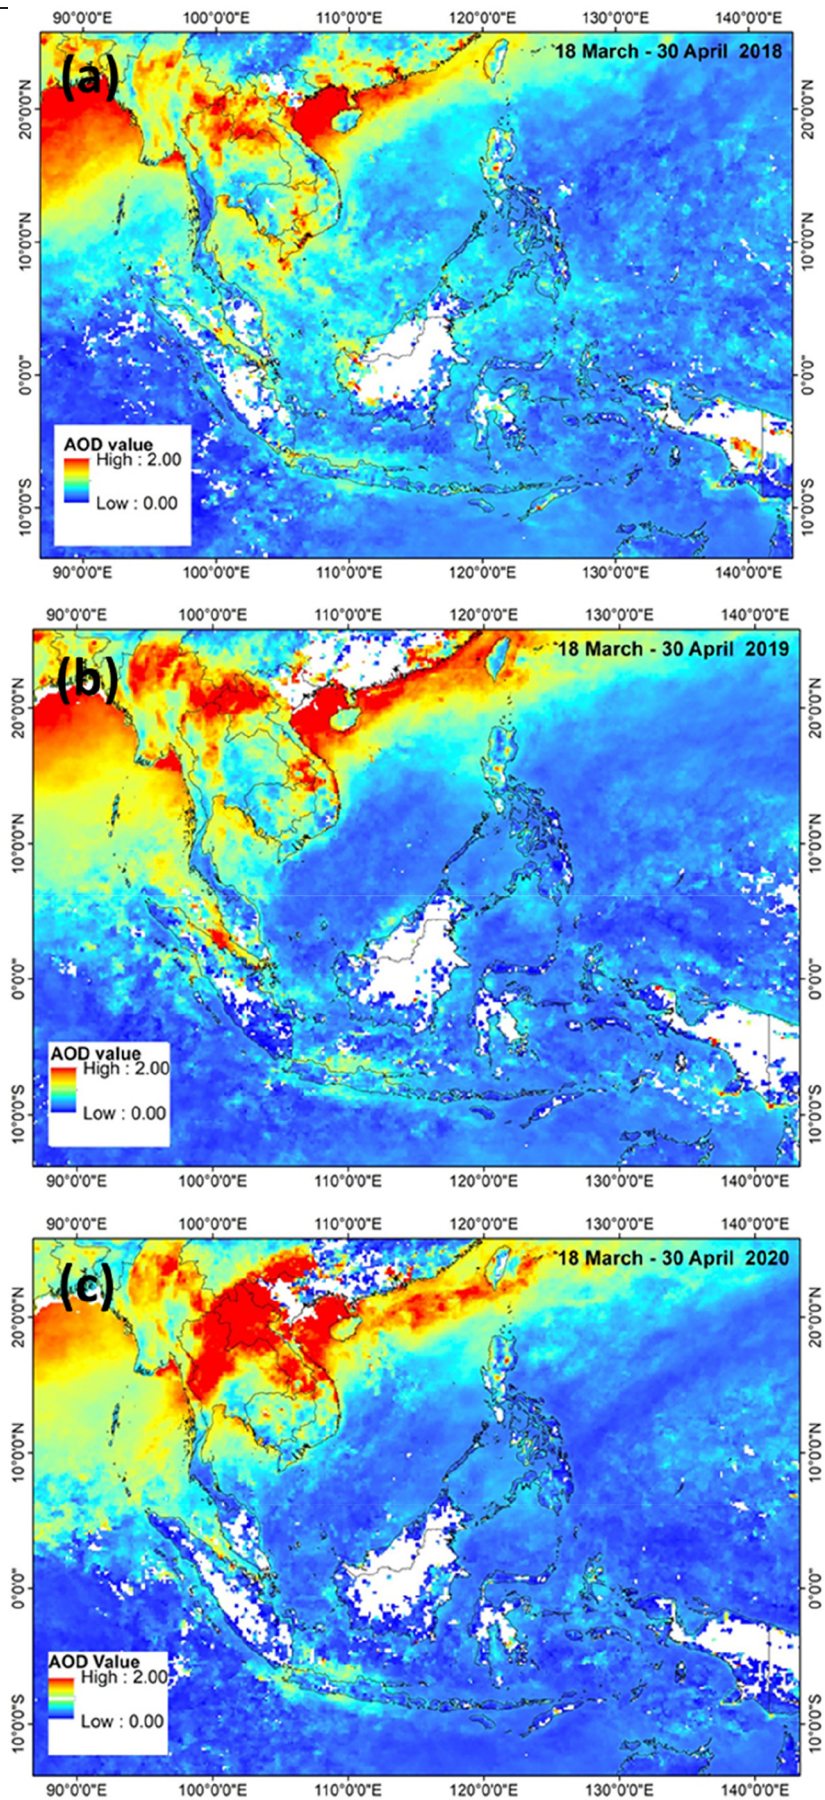 90°0'0"E 100°0'0"E 110°0'0"E 120°0'0"E 130°0'0"E 140°0'0"E
(a)
18 March - 30 April 2018
20°0'0"N 20°0'0"N
10°0'0"N 10°0'0"N
0°0'0" 0°0'0"
10°0'0"S 10°0'0"S
AOD value
High : 2.00
Low : 0.00
90°0'0"E 100°0'0"E 110°0'0"E 120°0'0"E 130°0'0"E 140°0'0"E
90°0'0"E 100°0'0"E 110°0'0"E 120°0'0"E 130°0'0"E 140°0'0"E
(b)
18 March - 30 April 2019
20°0'0"N 20°0'0"N
10°0'0"N 10°0'0"N
0°0'0" 0°0'0"
10°0'0"S 10°0'0"S
AOD value
High : 2.00
Low : 0.00
90°0'0"E 100°0'0"E 110°0'0"E 120°0'0"E 130°0'0"E 140°0'0"E
90°0'0"E 100°0'0"E 110°0'0"E 120°0'0"E 130°0'0"E 140°0'0"E
(c)
18 March - 30 April 2020
20°0'0"N 20°0'0"N
10°0'0"N 10°0'0"N
0°0'0" 0°0'0"
10°0'0"S 10°0'0"S
AOD Value
High : 2.00
Low : 0.00
90°0'0"E 100°0'0"E 110°0'0"E 120°0'0"E 130°0'0"E 140°0'0"E